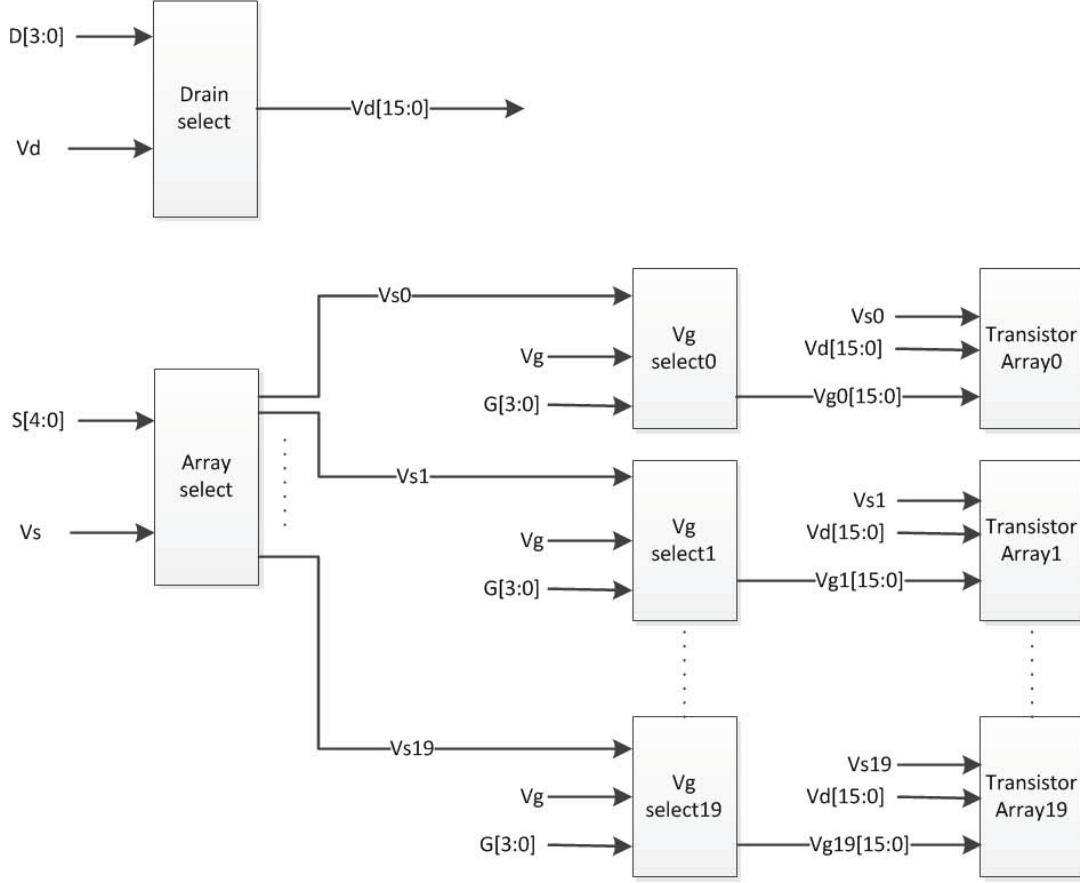 D[3:0]
Drain
select
Vd[15:0]
Vd
Vs0
Vg
select0
Vg
G[3:0]
Vs0
Vd[15:0]
Vg0[15:0]
Transistor
Array0
S[4:0]
Array
select
Vs
Vs1
Vg
select1
Vg
G[3:0]
Vs1
Vd[15:0]
Vg1[15:0]
Transistor
Array1
Vs19
Vg
select19
Vg
G[3:0]
Vs19
Vd[15:0]
Vg19[15:0]
Transistor
Array19